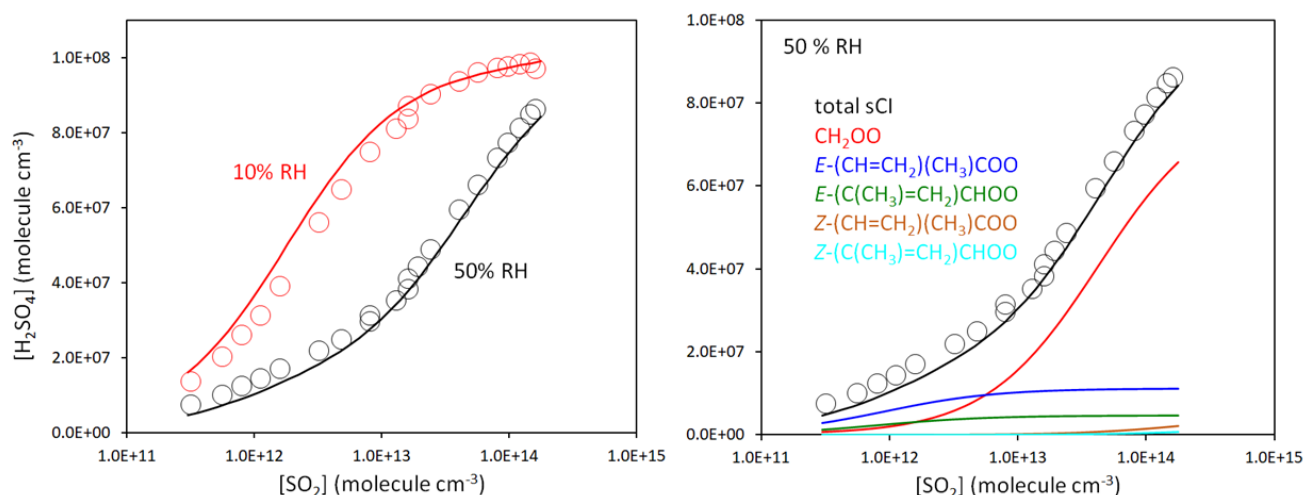 1.0E+08
8.0E+07
6.0E+07
4.0E+07
2.0E+07
0.0E+00
[H₂SO₄] (molecule cm⁻³)
10% RH
50% RH
1.0E+11 1.0E+12 1.0E+13 1.0E+14 1.0E+15
[SO₂] (molecule cm⁻³)
1.0E+08
8.0E+07
6.0E+07
4.0E+07
2.0E+07
0.0E+00
[H₂SO₄] (molecule cm⁻³)
50 % RH
total sCI
CH₂OO
E-(CH=CH₂)(CH₃)COO
E-(C(CH₃)=CH₂)CHOO
Z-(CH=CH₂)(CH₃)COO
Z-(C(CH₃)=CH₂)CHOO
1.0E+11 1.0E+12 1.0E+13 1.0E+14 1.0E+15
[SO₂] (molecule cm⁻³)